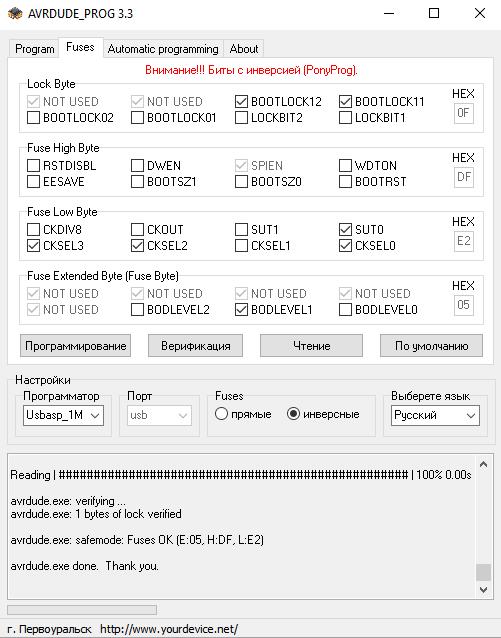 AVRDUDE_PROG 3.3
Program Fuses Automatic programming About
Внимание!!! Биты с инверсией (PonyProg).
Lock Byte HEX
NOT USED NOT USED BOOTLOCK12 BOOTLOCK11 0F
BOOTLOCK02 BOOTLOCK01 LOCKBIT2 LOCKBIT1
Fuse High Byte HEX
RSTDISBL DWEN SPIEN WDTON DF
EESAVE BOOTSZ1 BOOTSZ0 BOOTRST
Fuse Low Byte HEX
CKDIV8 CKOUT SUT1 SUT0 E2
CKSEL3 CKSEL2 CKSEL1 CKSEL0
Fuse Extended Byte (Fuse Byte) HEX
NOT USED NOT USED NOT USED NOT USED 05
NOT USED BODLEVEL2 BODLEVEL1 BODLEVEL0
Программирование Верификация Чтение По умолчанию
Настройки
Программатор Порт Fuses Выберете язык
Usbasp_1M usb прямые инверсные Русский
Reading | ################################################## | 100% 0.00s
avrdude.exe: verifying ...
avrdude.exe: 1 bytes of lock verified
avrdude.exe: safemode: Fuses OK (E:05, H:DF, L:E2)
avrdude.exe done.  Thank you.
г. Первоуральск http://www.yourdevice.net/